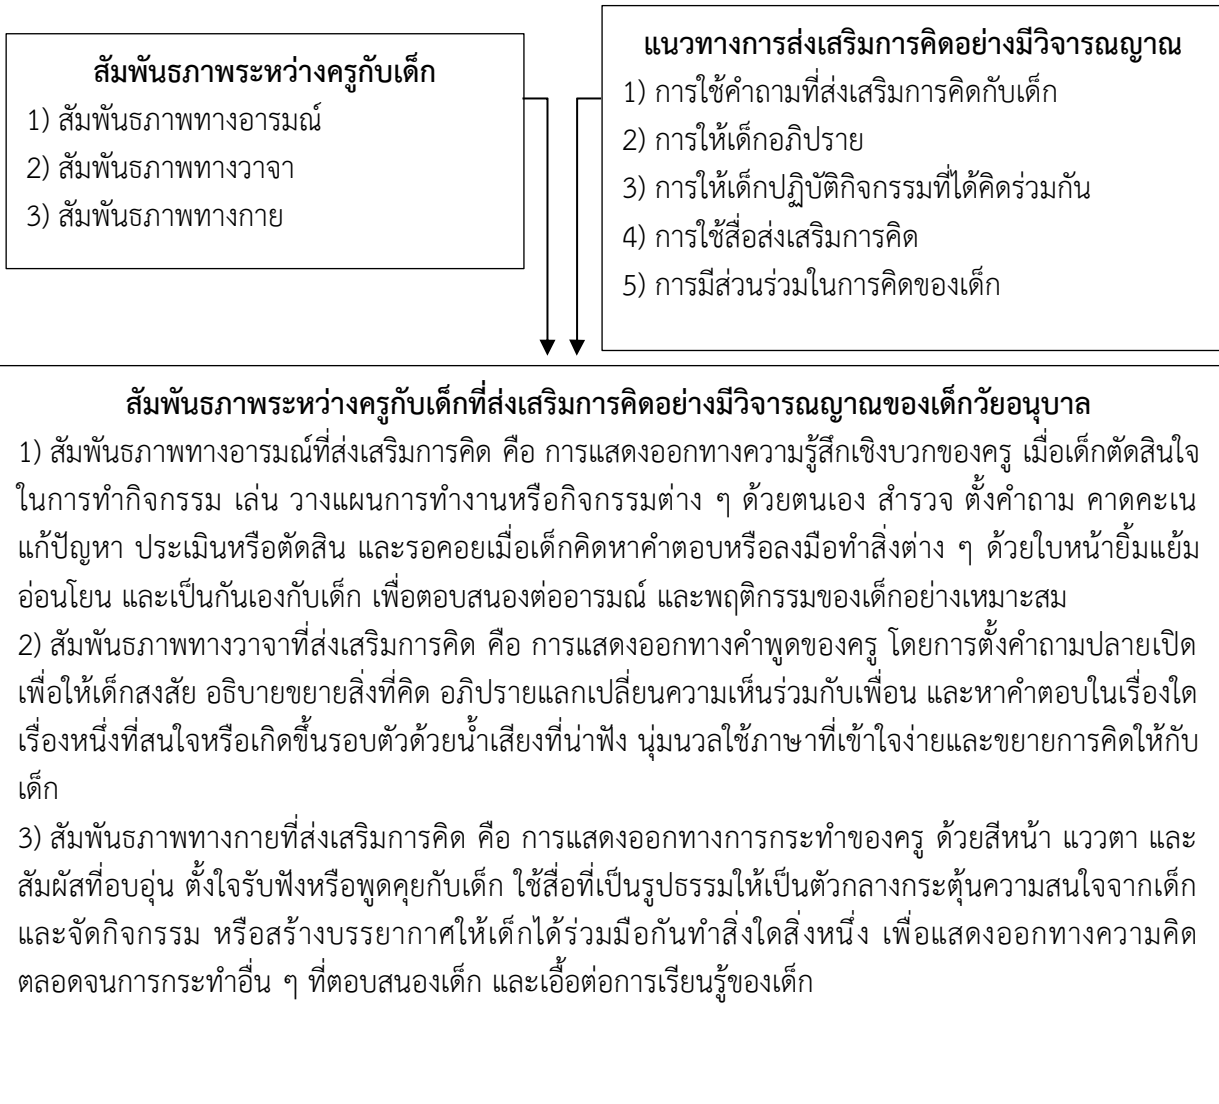 สัมพันธภาพระหว่างครูกับเด็ก
1) สัมพันธภาพทางอารมณ์
2) สัมพันธภาพทางวาจา
3) สัมพันธภาพทางกาย
แนวทางการส่งเสริมการคิดอย่างมีวิจารณญาณ
1) การใช้คำถามที่ส่งเสริมการคิดกับเด็ก
2) การให้เด็กอภิปราย
3) การให้เด็กปฏิบัติกิจกรรมที่ได้คิดร่วมกัน
4) การใช้สื่อส่งเสริมการคิด
5) การมีส่วนร่วมในการคิดของเด็ก
สัมพันธภาพระหว่างครูกับเด็กที่ส่งเสริมการคิดอย่างมีวิจารณญาณของเด็กวัยอนุบาล
1) สัมพันธภาพทางอารมณ์ที่ส่งเสริมการคิด คือ การแสดงออกทางความรู้สึกเชิงบวกของครู เมื่อเด็กตัดสินใจ
ในการทำกิจกรรม เล่น วางแผนการทำงานหรือกิจกรรมต่าง ๆ ด้วยตนเอง สำรวจ ตั้งคำถาม คาดคะเน
แก้ปัญหา ประเมินหรือตัดสิน และรอคอยเมื่อเด็กคิดหาคำตอบหรือลงมือทำสิ่งต่าง ๆ ด้วยใบหน้ายิ้มแย้ม
อ่อนโยน และเป็นกันเองกับเด็ก เพื่อตอบสนองต่ออารมณ์ และพฤติกรรมของเด็กอย่างเหมาะสม
2) สัมพันธภาพทางวาจาที่ส่งเสริมการคิด คือ การแสดงออกทางคำพูดของครู โดยการตั้งคำถามปลายเปิด
เพื่อให้เด็กสงสัย อธิบายขยายสิ่งที่คิด อภิปรายแลกเปลี่ยนความเห็นร่วมกับเพื่อน และหาคำตอบในเรื่องใด
เรื่องหนึ่งที่สนใจหรือเกิดขึ้นรอบตัวด้วยน้ำเสียงที่น่าฟัง นุ่มนวลใช้ภาษาที่เข้าใจง่ายและขยายการคิดให้กับ
เด็ก
3) สัมพันธภาพทางกายที่ส่งเสริมการคิด คือ การแสดงออกทางการกระทำของครู ด้วยสีหน้า แววตา และ
สัมผัสที่อบอุ่น ตั้งใจรับฟังหรือพูดคุยกับเด็ก ใช้สื่อที่เป็นรูปธรรมให้เป็นตัวกลางกระตุ้นความสนใจจากเด็ก
และจัดกิจกรรม หรือสร้างบรรยากาศให้เด็กได้ร่วมมือกันทำสิ่งใดสิ่งหนึ่ง เพื่อแสดงออกทางความคิด
ตลอดจนการกระทำอื่น ๆ ที่ตอบสนองเด็ก และเอื้อต่อการเรียนรู้ของเด็ก